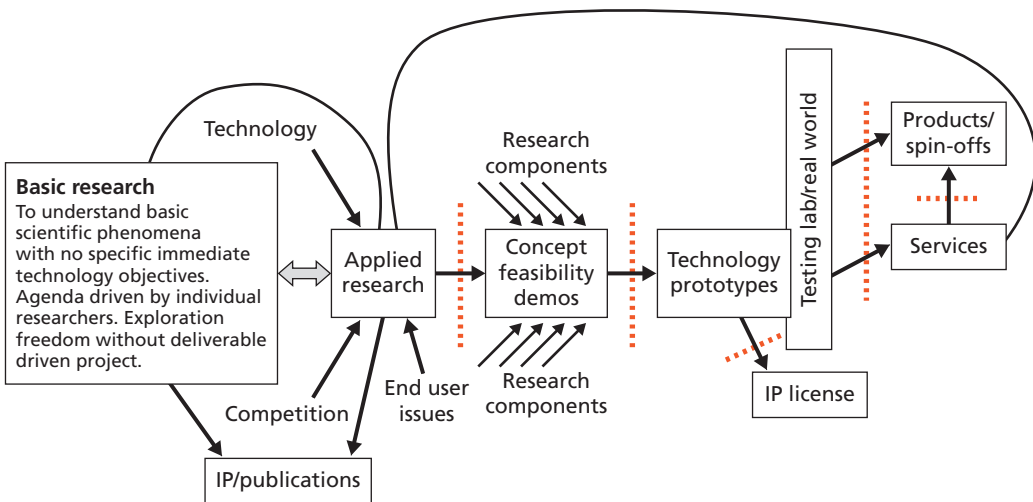 Technology
Research
components
Testing lab/real world
Products/
spin-offs
Basic research
To understand basic
scientific phenomena
with no specific immediate
technology objectives.
Agenda driven by individual
researchers. Exploration
freedom without deliverable
driven project.
Applied
research
Concept
feasibility
demos
Technology
prototypes
Services
Competition
End user
issues
Research
components
IP license
IP/publications